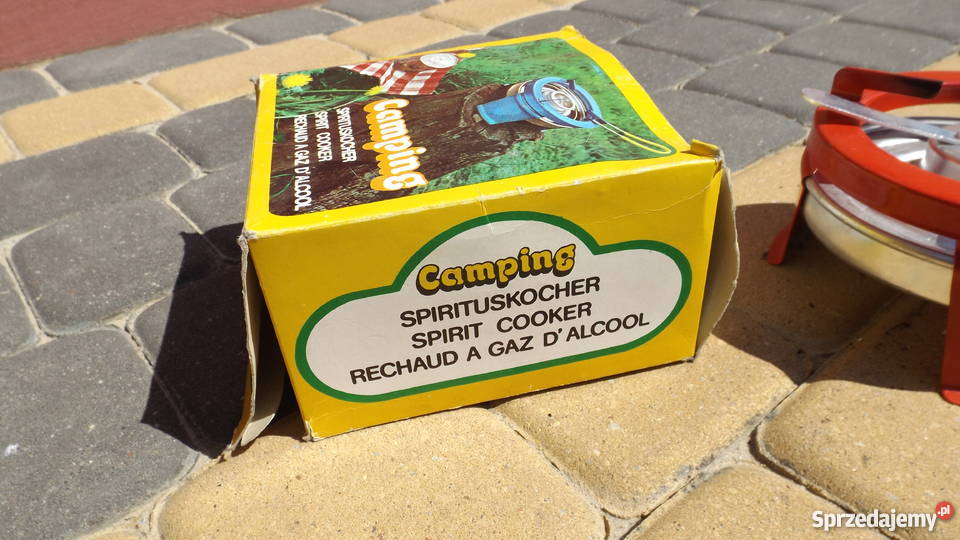 Camping
SPIRITUSKOCHER
SPIRIT COOKER
RECHAUD A GAZ D'ALCOOL
Camping
SPIRITUSKOCHER
SPIRIT COOKER
RECHAUD A GAZ D'ALCOOL
Sprzedajemy.pl